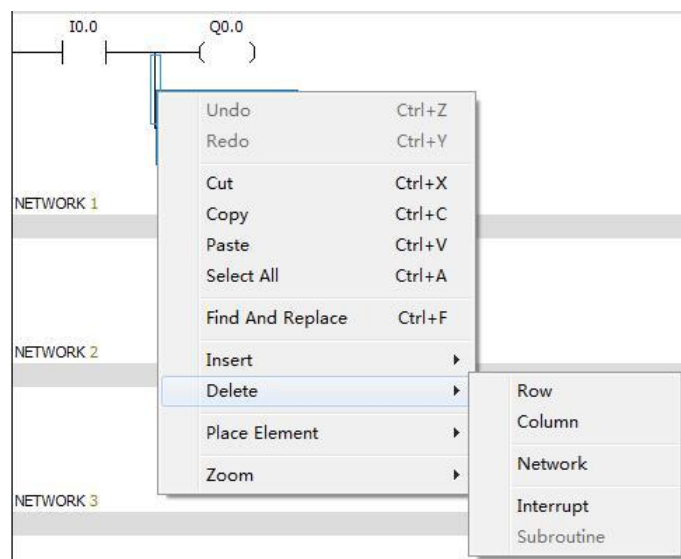 I0.0 Q0.0
Undo Ctrl+Z
Redo Ctrl+Y
Cut Ctrl+X
NETWORK 1
Copy Ctrl+C
Paste Ctrl+V
Select All Ctrl+A
Find And Replace Ctrl+F
NETWORK 2
Insert
Delete
Place Element
Zoom
Row
Column
Network
Interrupt
Subroutine
NETWORK 3